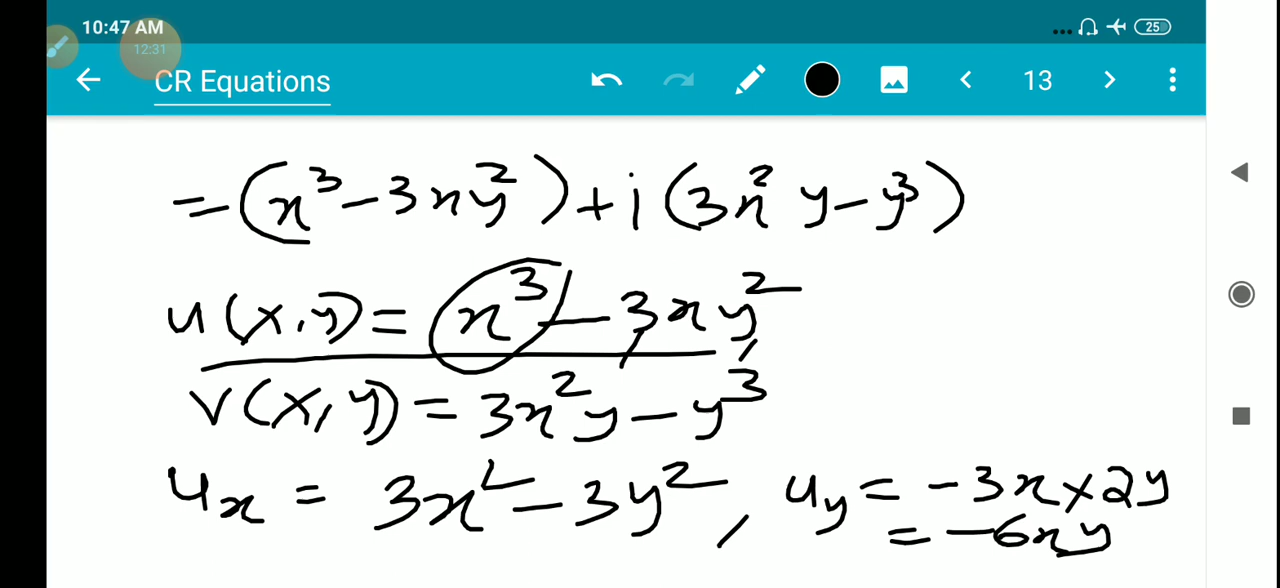 10:47 AM
25
12:31
CR Equations
13
= (x³ - 3xy²) + i (3x²y - y³)
u(x,y) = x³ - 3xy²
v(x,y) = 3x²y - y³
uₓ = 3x² - 3y² , u_y = -3x × 2y
= -6xy